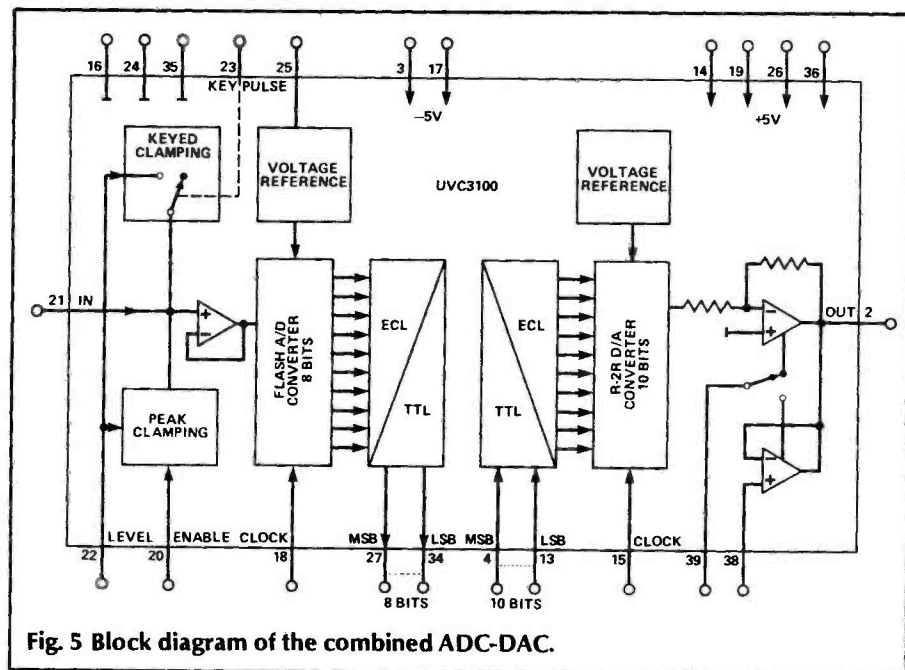 16 24 35 23 25 3 17 14 19 26 36
KEY PULSE
−5V
+5V
KEYED
CLAMPING
VOLTAGE
REFERENCE
UVC3100
VOLTAGE
REFERENCE
21 IN
+
−
FLASH A/D
CONVERTER
8 BITS
ECL
TTL
ECL
TTL
R-2R D/A
CONVERTER
10 BITS
−
+
OUT 2
PEAK
CLAMPING
−
+
LEVEL ENABLE CLOCK MSB LSB MSB LSB CLOCK
22 20 18 27 34 4 13 15 39 38
8 BITS
10 BITS
Fig. 5 Block diagram of the combined ADC-DAC.